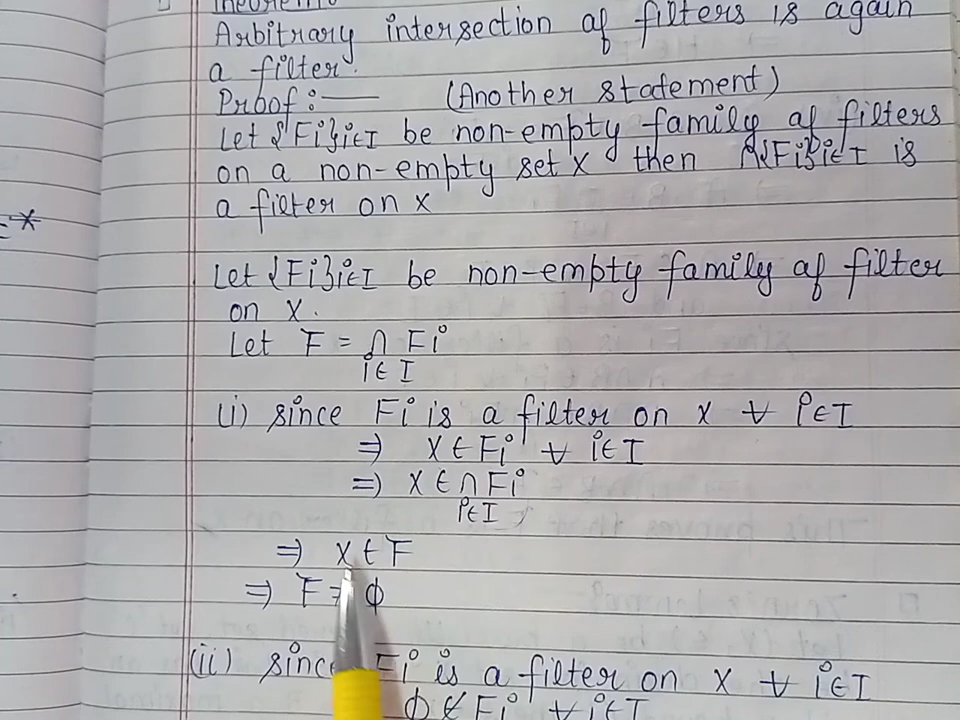 Theorem:
Arbitrary intersection of filters is again
a filter.
Proof:— (Another statement)
Let {Fi}i∈I be non-empty family of filters
on a non-empty set X then ∩{Fi}i∈I is
a filter on X
=*
Let {Fi}i∈I be non-empty family of filter
on X.
Let F = ∩ Fi
i∈I
(i) since Fi is a filter on X ∀ i∈I
⇒ X∈Fi ∀ i∈I
⇒ X∈∩Fi
i∈I
⇒ X∈F
⇒ F ϕ
(ii) since Fi is a filter on X ∀ i∈I
ϕ∉Fi ∀ i∈I